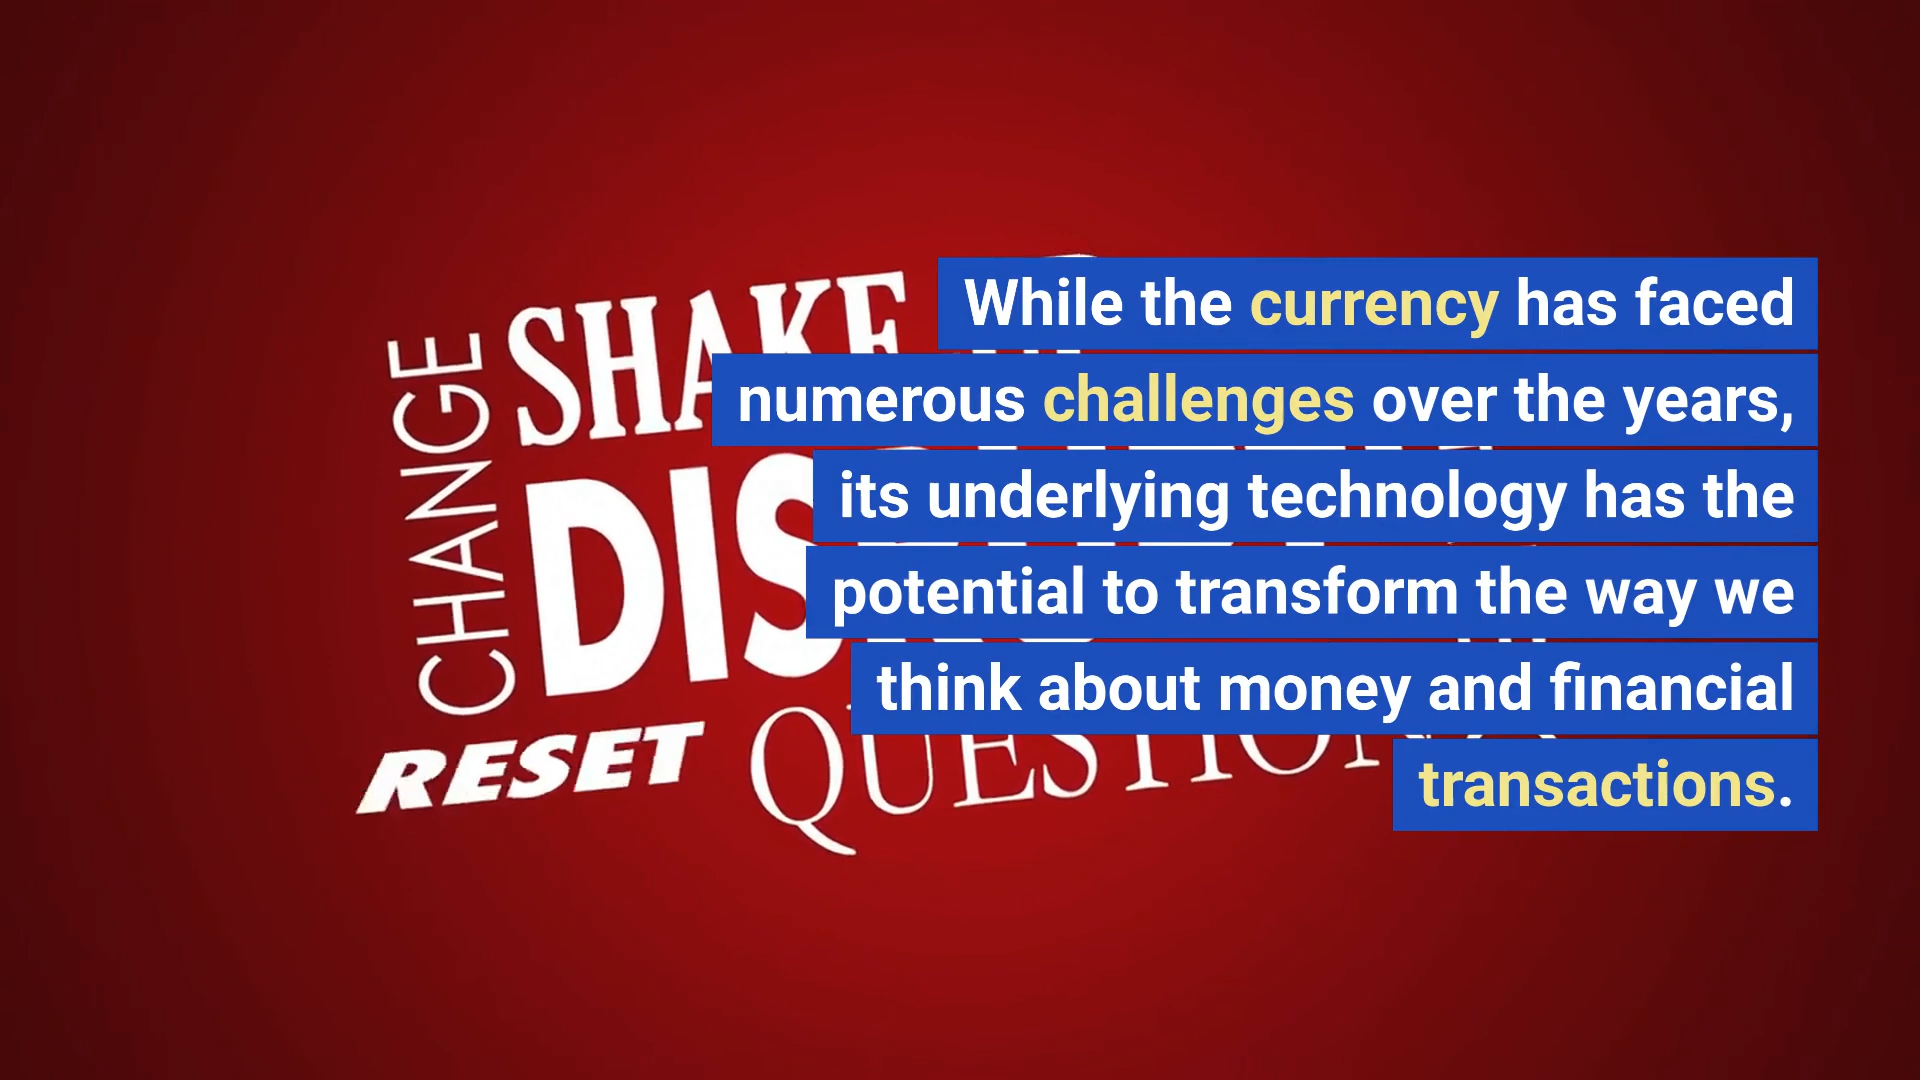 While the currency has faced
numerous challenges over the years,
its underlying technology has the
potential to transform the way we
think about money and financial
transactions.
CHANGE
SHAKE
RESET